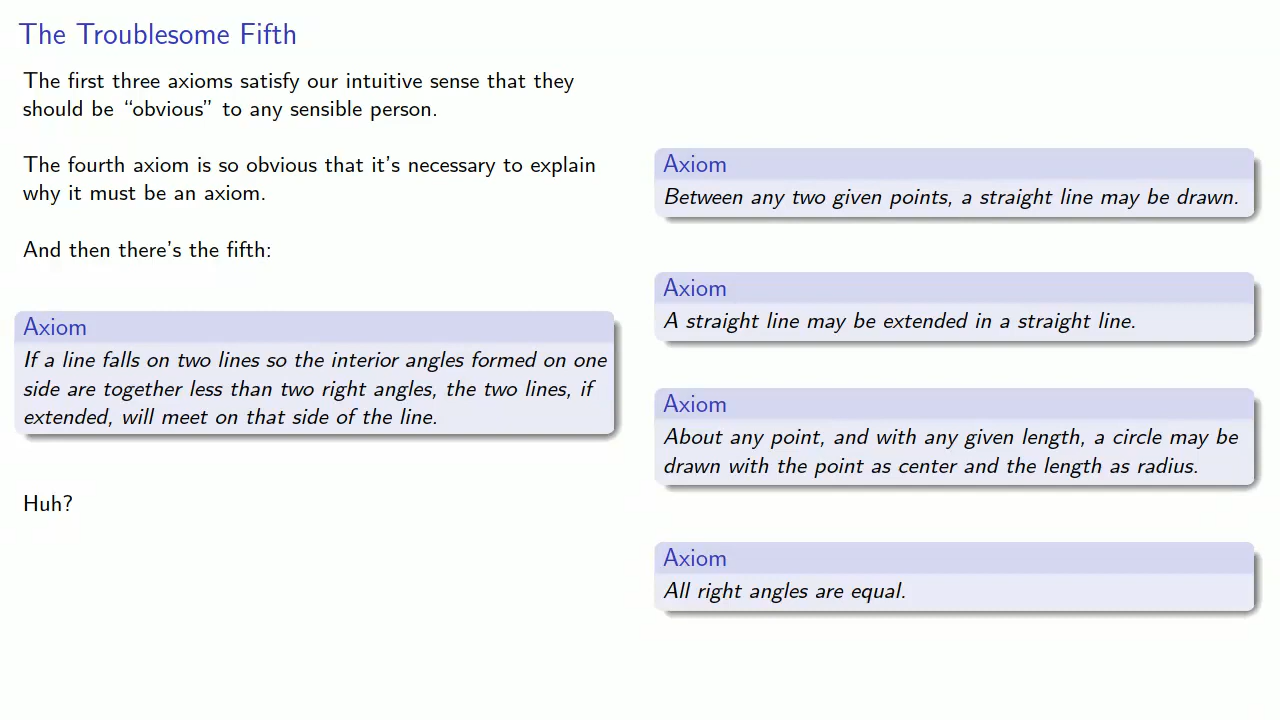 The Troublesome Fifth
The first three axioms satisfy our intuitive sense that they
should be “obvious” to any sensible person.
The fourth axiom is so obvious that it's necessary to explain
why it must be an axiom.
And then there's the fifth:
Axiom
If a line falls on two lines so the interior angles formed on one
side are together less than two right angles, the two lines, if
extended, will meet on that side of the line.
Huh?
Axiom
Between any two given points, a straight line may be drawn.
Axiom
A straight line may be extended in a straight line.
Axiom
About any point, and with any given length, a circle may be
drawn with the point as center and the length as radius.
Axiom
All right angles are equal.